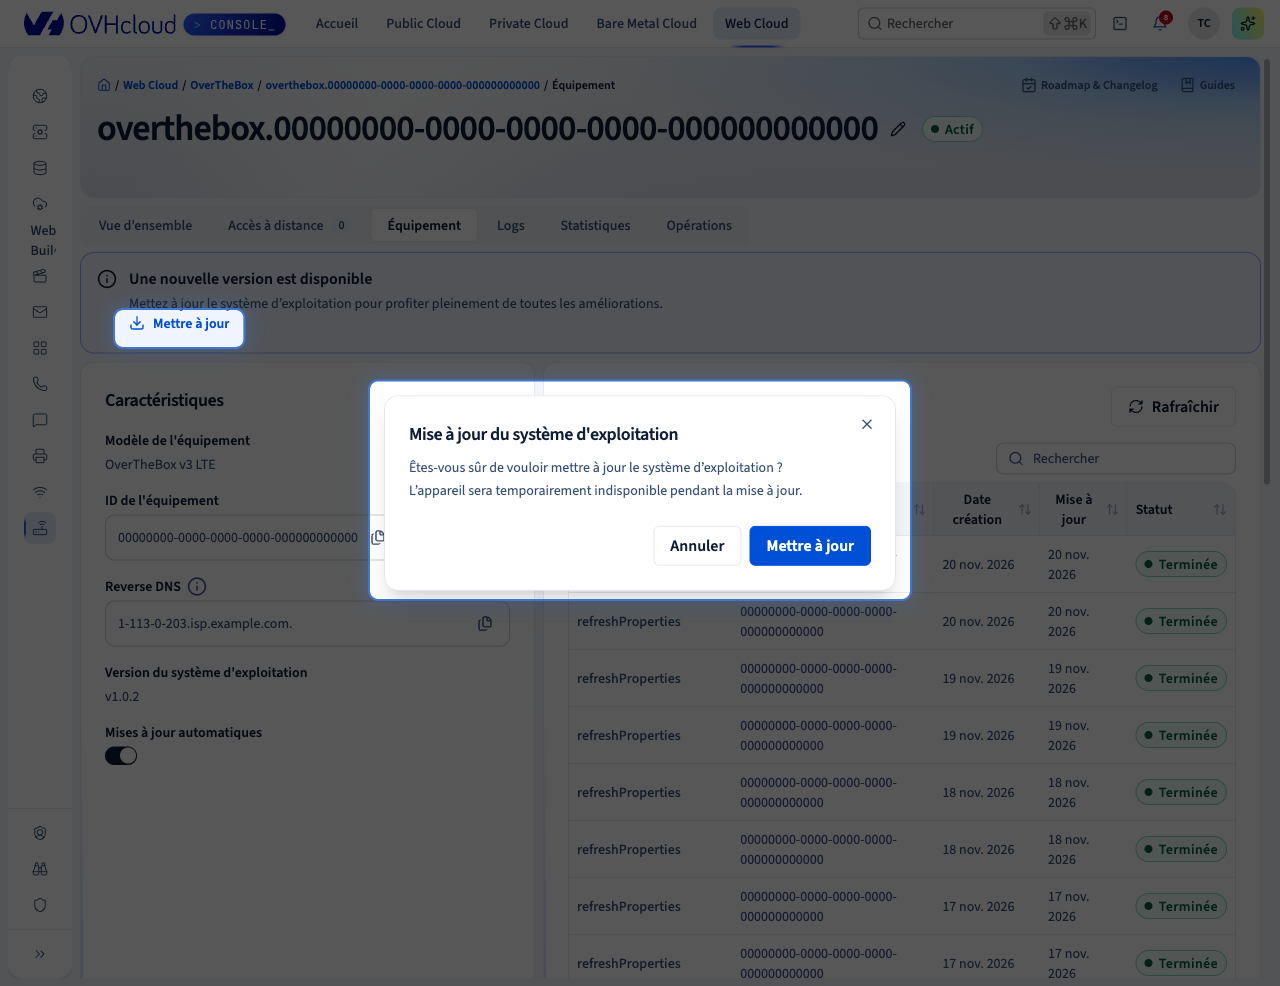 OVHcloud > CONSOLE_ Accueil Public Cloud Private Cloud Bare Metal Cloud Web Cloud Rechercher ⇧⌘K 8 TC
/ Web Cloud / OverTheBox / overthebox.00000000-0000-0000-0000-000000000000 / Équipement Roadmap & Changelog Guides
overthebox.00000000-0000-0000-0000-000000000000 Actif
Vue d'ensemble Accès à distance 0 Équipement Logs Statistiques Opérations
Web
Buil
Une nouvelle version est disponible
Mettez à jour le système d'exploitation pour profiter pleinement de toutes les améliorations.
Mettre à jour
Caractéristiques
Modèle de l'équipement
OverTheBox v3 LTE
ID de l'équipement
00000000-0000-0000-0000-000000000000
Reverse DNS
1-113-0-203.isp.example.com.
Version du système d'exploitation
v1.0.2
Mises à jour automatiques
Mise à jour du système d'exploitation
Êtes-vous sûr de vouloir mettre à jour le système d'exploitation ?
L'appareil sera temporairement indisponible pendant la mise à jour.
Annuler Mettre à jour
Rafraîchir
Rechercher
Date création Mise à jour Statut
20 nov. 2026 20 nov. 2026 Terminée
refreshProperties 00000000-0000-0000-0000-000000000000 20 nov. 2026 20 nov. 2026 Terminée
refreshProperties 00000000-0000-0000-0000-000000000000 19 nov. 2026 19 nov. 2026 Terminée
refreshProperties 00000000-0000-0000-0000-000000000000 19 nov. 2026 19 nov. 2026 Terminée
refreshProperties 00000000-0000-0000-0000-000000000000 18 nov. 2026 18 nov. 2026 Terminée
refreshProperties 00000000-0000-0000-0000-000000000000 18 nov. 2026 18 nov. 2026 Terminée
refreshProperties 00000000-0000-0000-0000-000000000000 17 nov. 2026 17 nov. 2026 Terminée
refreshProperties 00000000-0000-0000-0000-000000000000 17 nov. 2026 17 nov. 2026 Terminée